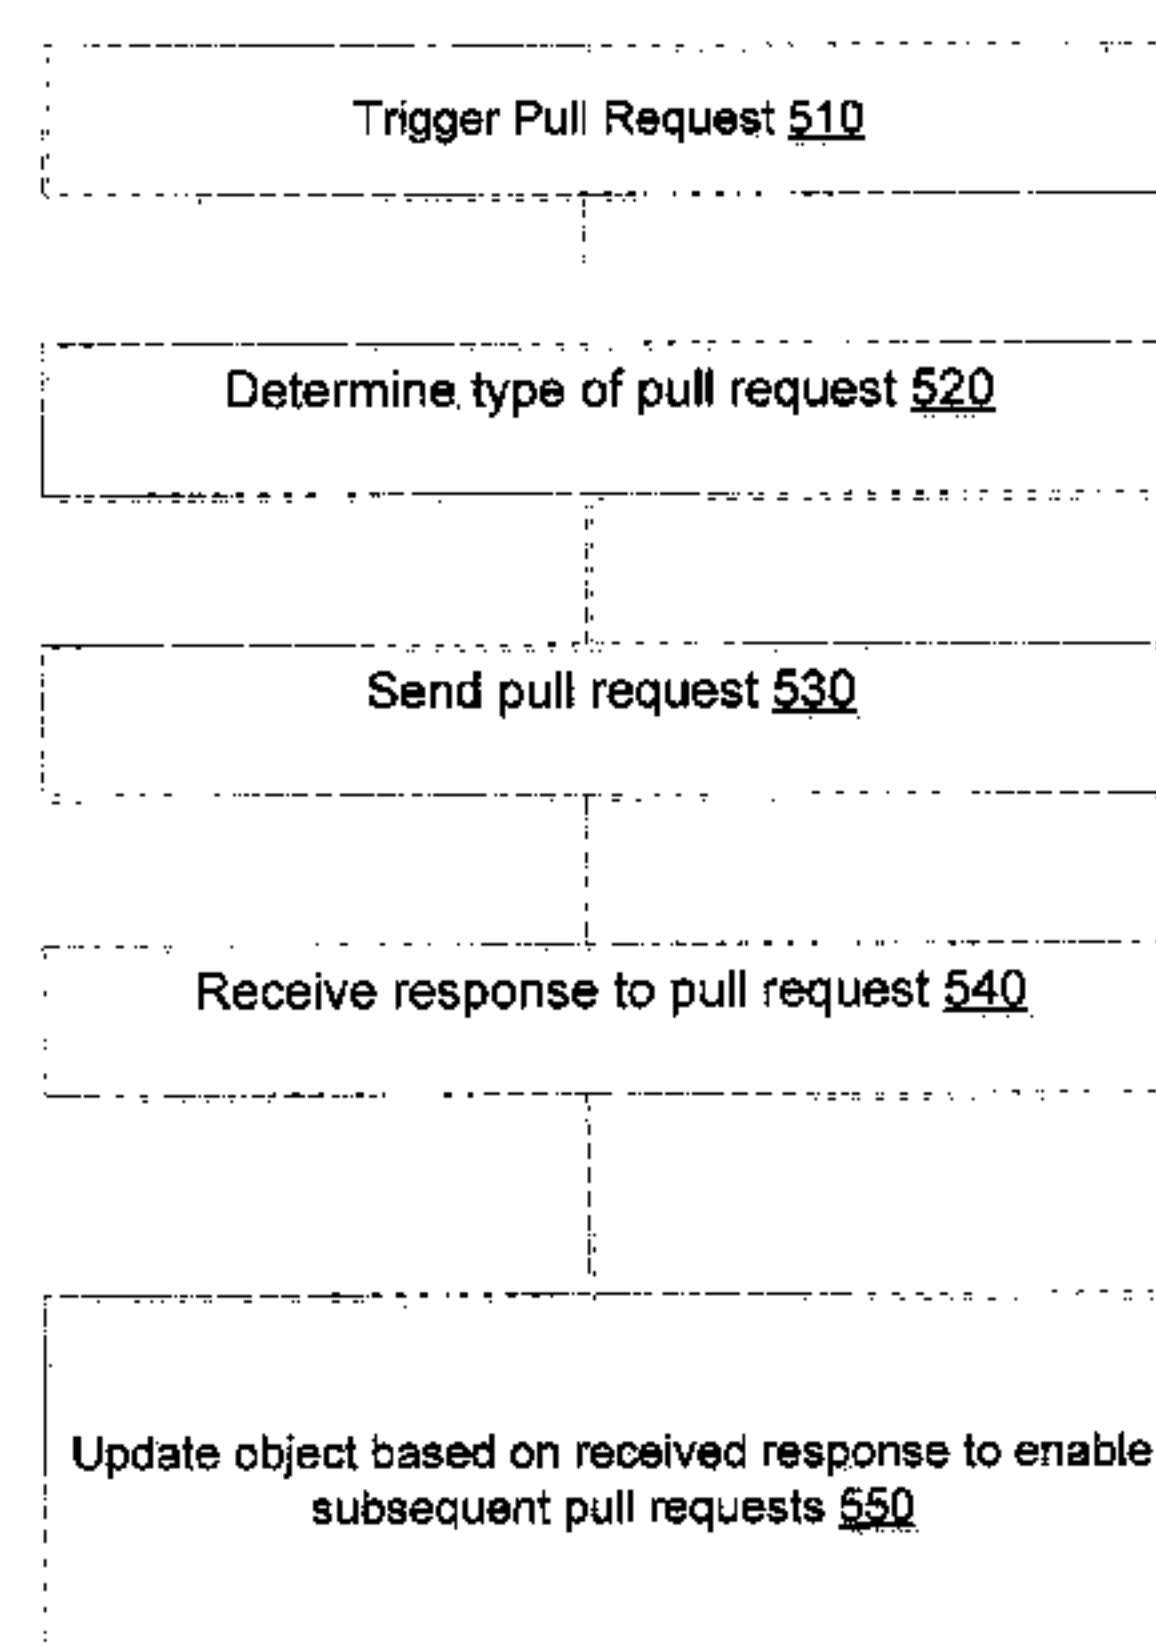 Trigger Pull Request 510
Determine type of pull request 520
Send pull request 530
Receive response to pull request 540
Update object based on received response to enable
subsequent pull requests 550